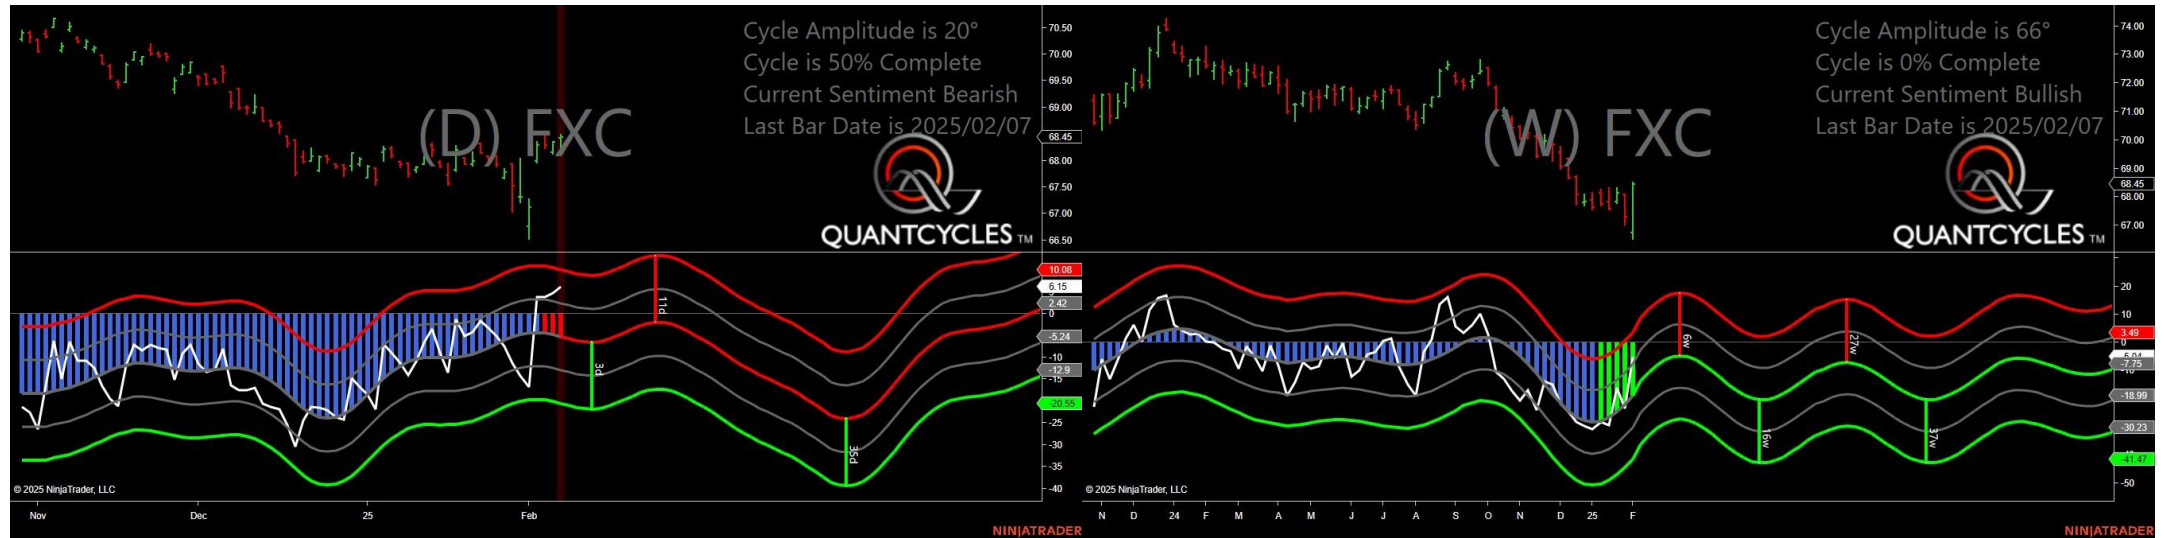 Cycle Amplitude is 20°
Cycle is 50% Complete
Current Sentiment Bearish
Last Bar Date is 2025/02/07
(D) FXC
QUANTCYCLES TM
70.50
70.00
69.50
69.00
68.45
68.00
67.50
67.00
66.50
11d
3d
35d
10.08
6.15
2.42
0
-5.24
-10
-12.9
-15
-20.55
-25
-30
-35
-40
© 2025 NinjaTrader, LLC
Nov
Dec
25
Feb
NINJATRADER
Cycle Amplitude is 66°
Cycle is 0% Complete
Current Sentiment Bullish
Last Bar Date is 2025/02/07
(W) FXC
QUANTCYCLES TM
74.00
73.00
72.00
71.00
70.00
69.00
68.45
68.00
67.00
6w
27w
16w
37w
20
10
3.49
0
-7.75
-18.99
-30.23
-41.47
-50
© 2025 NinjaTrader, LLC
N D 24 F M A M J J A S O N D 25 F
NINJATRADER